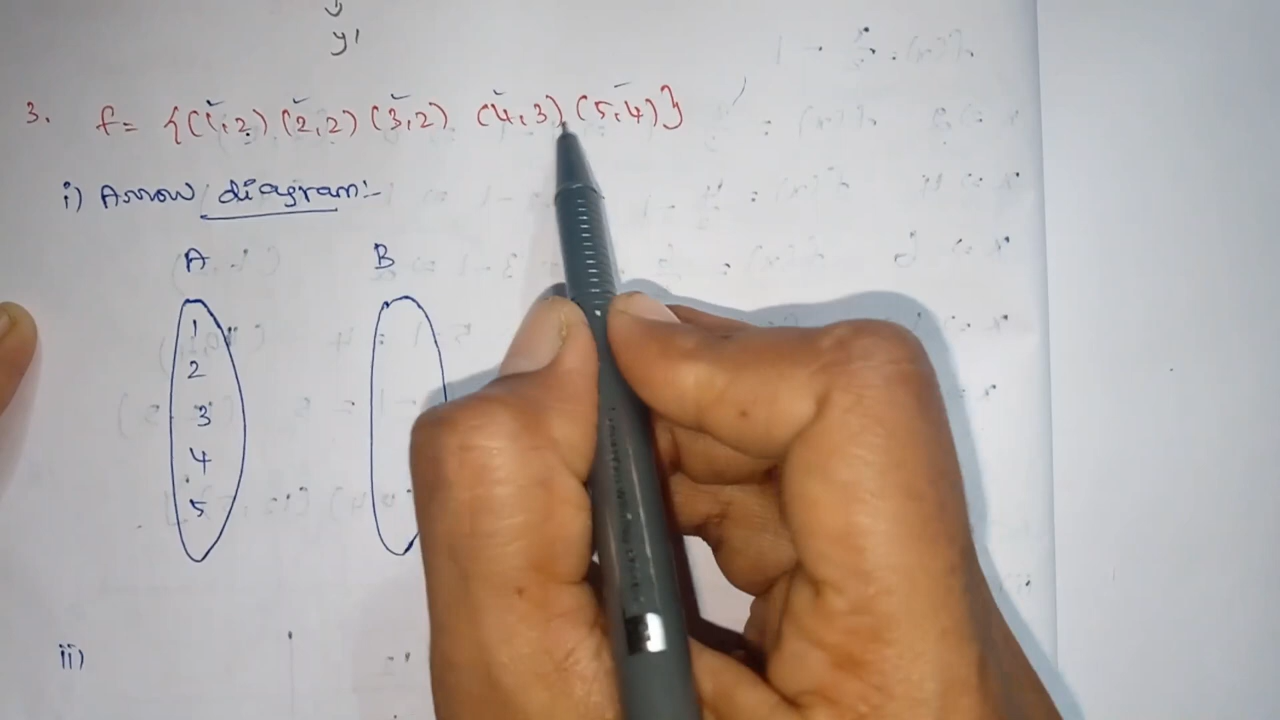 y1
3. f = {(1,2) (2,2) (3,2) (4,3) (5,4)}
i) Arrow diagram:-
A B
1
2
3
4
5
ii)